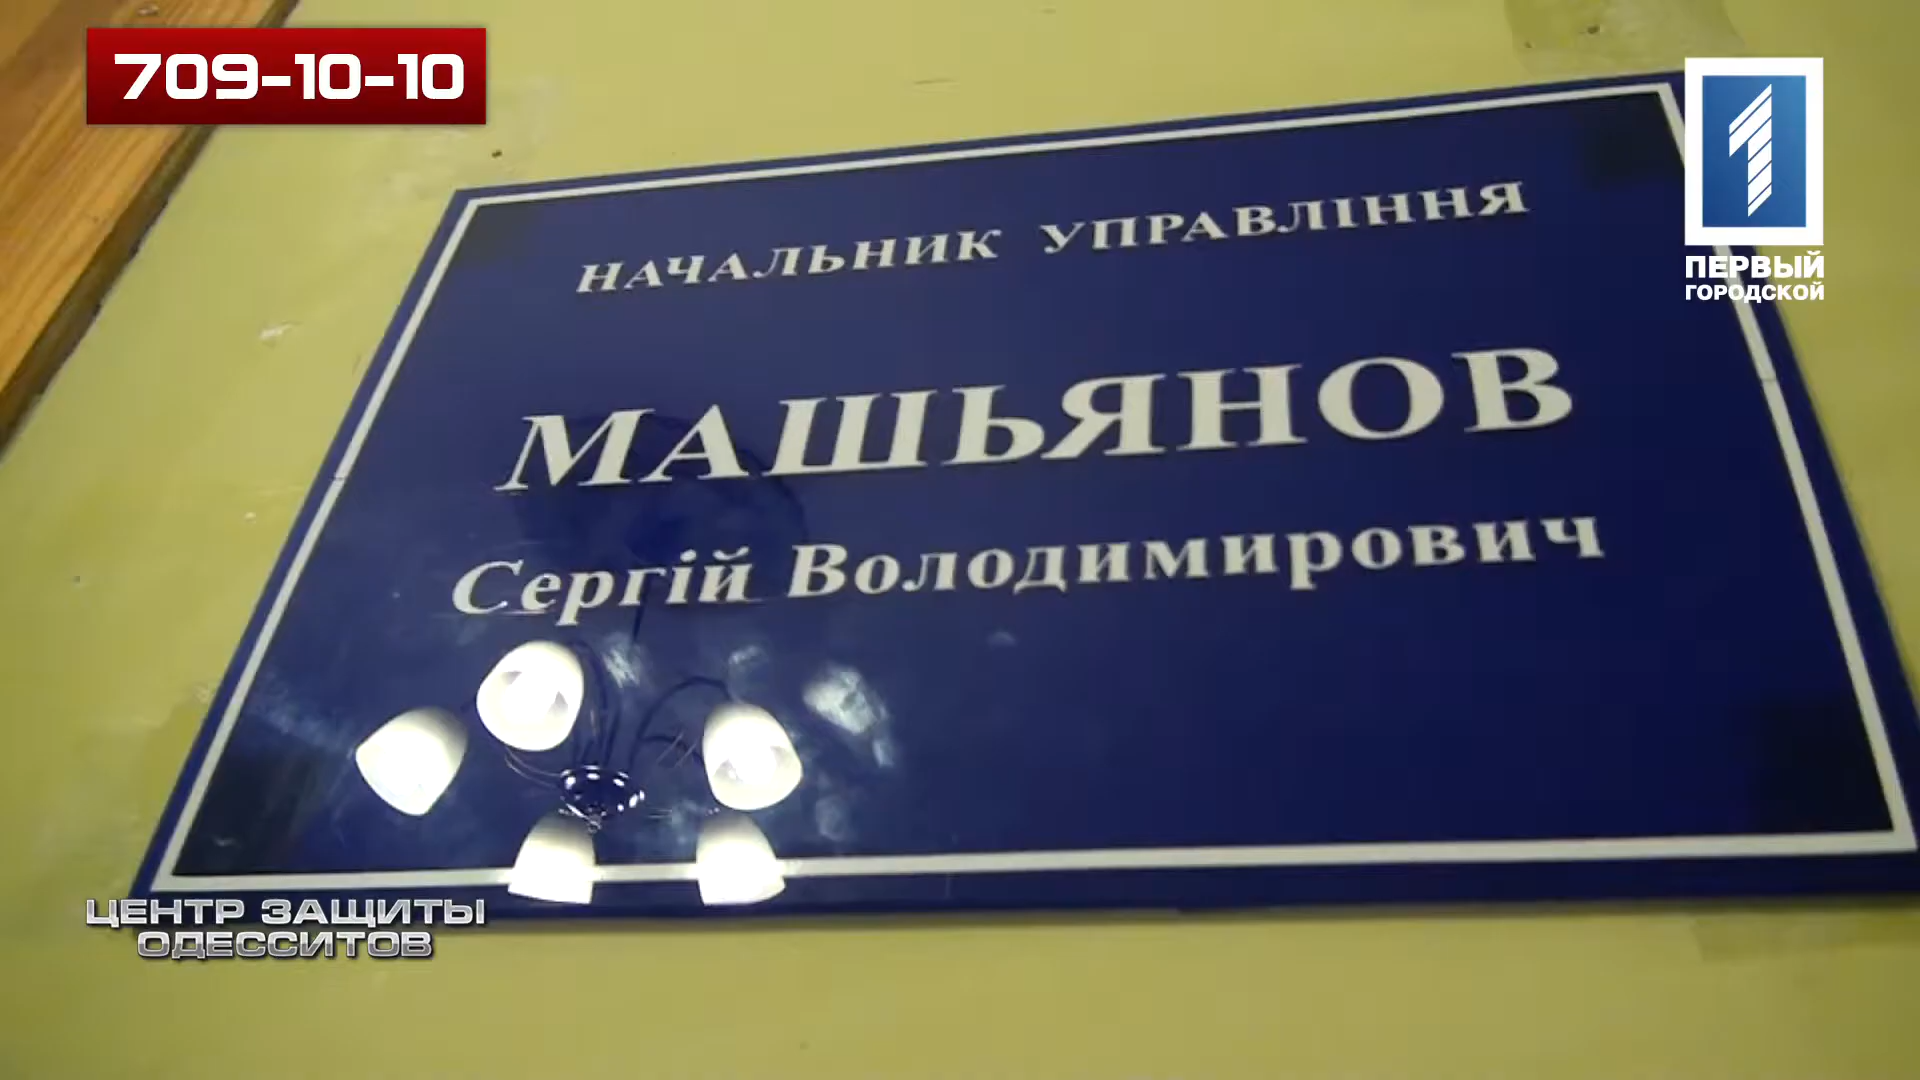 709-10-10
ПЕРВЫЙ
ГОРОДСКОЙ
НАЧАЛЬНИК УПРАВЛІННЯ
МАШЬЯНОВ
Сергій Володимирович
ЦЕНТР ЗАЩИТЫ
ОДЕССИТОВ